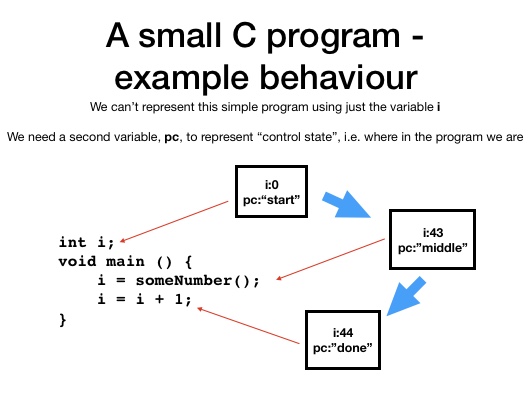 A small C program -
example behaviour
We can't represent this simple program using just the variable i
We need a second variable, pc, to represent “control state”, i.e. where in the program we are
i:0
pc:“start”
i:43
pc:”middle”
int i;
void main () {
i = someNumber();
i = i + 1;
}
i:44
pc:”done”